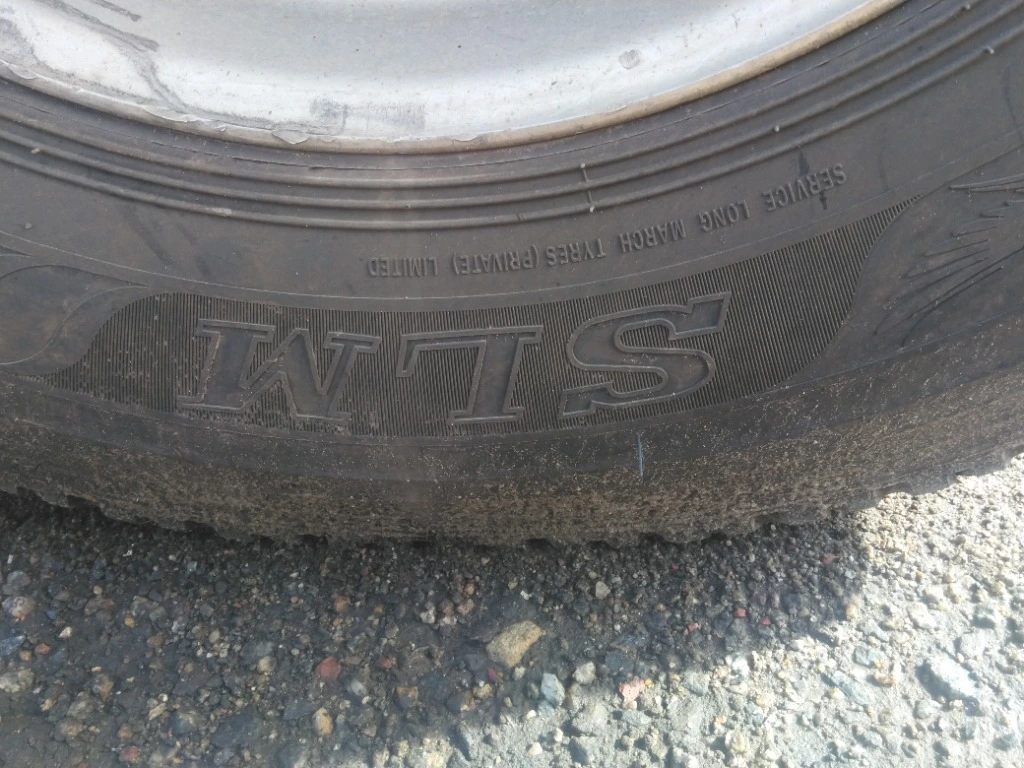 SERVICE LONG MARCH TYRES (PRIVATE) LIMITED
SLM